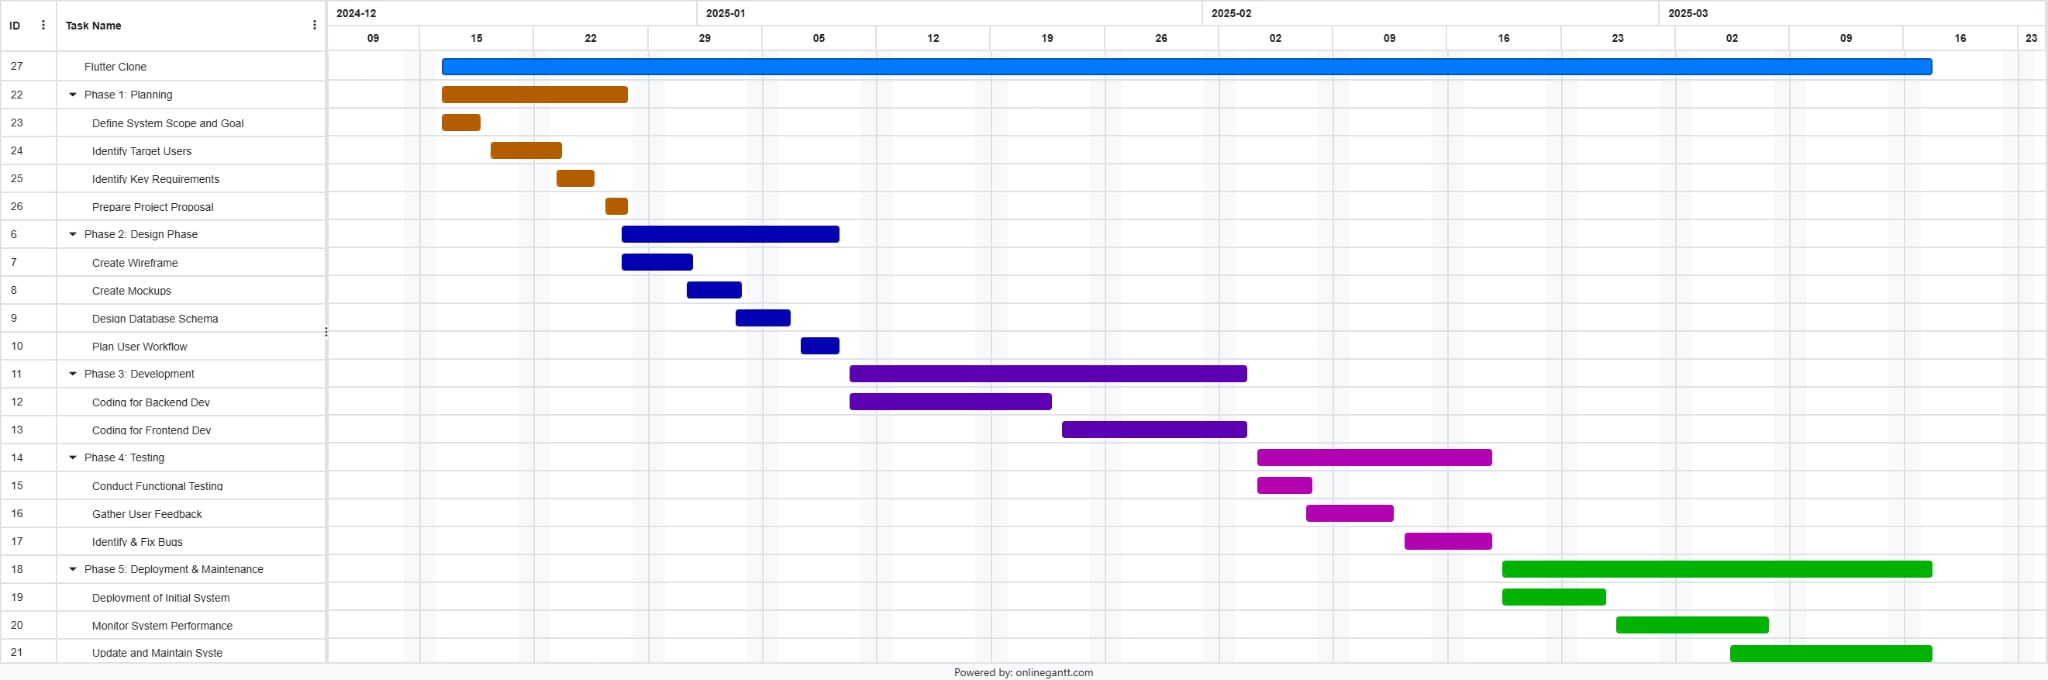 ID Task Name 2024-12 2025-01 2025-02 2025-03
09 15 22 29 05 12 19 26 02 09 16 23 02 09 16 23
27 Flutter Clone
22 Phase 1: Planning
23 Define System Scope and Goal
24 Identify Target Users
25 Identify Key Requirements
26 Prepare Project Proposal
6 Phase 2: Design Phase
7 Create Wireframe
8 Create Mockups
9 Design Database Schema
10 Plan User Workflow
11 Phase 3: Development
12 Coding for Backend Dev
13 Coding for Frontend Dev
14 Phase 4: Testing
15 Conduct Functional Testing
16 Gather User Feedback
17 Identify & Fix Bugs
18 Phase 5: Deployment & Maintenance
19 Deployment of Initial System
20 Monitor System Performance
21 Update and Maintain Syste
Powered by: onlinegantt.com